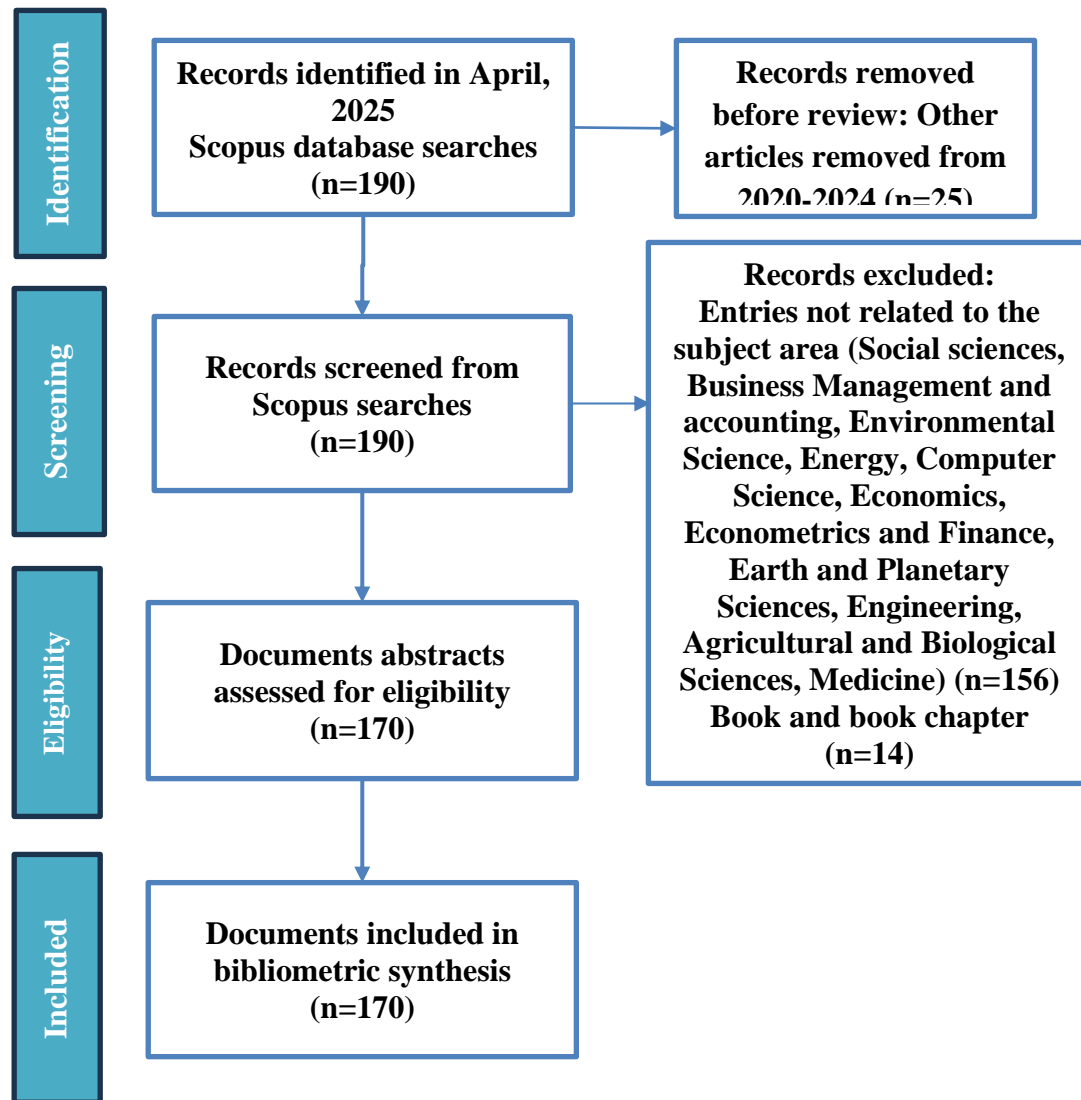 Identification
Records identified in April,
2025
Scopus database searches
(n=190)
Records removed
before review: Other
articles removed from
2020-2024 (n=25)
Screening
Records screened from
Scopus searches
(n=190)
Records excluded:
Entries not related to the
subject area (Social sciences,
Business Management and
accounting, Environmental
Science, Energy, Computer
Science, Economics,
Econometrics and Finance,
Earth and Planetary
Sciences, Engineering,
Agricultural and Biological
Sciences, Medicine) (n=156)
Book and book chapter
(n=14)
Eligibility
Documents abstracts
assessed for eligibility
(n=170)
Included
Documents included in
bibliometric synthesis
(n=170)